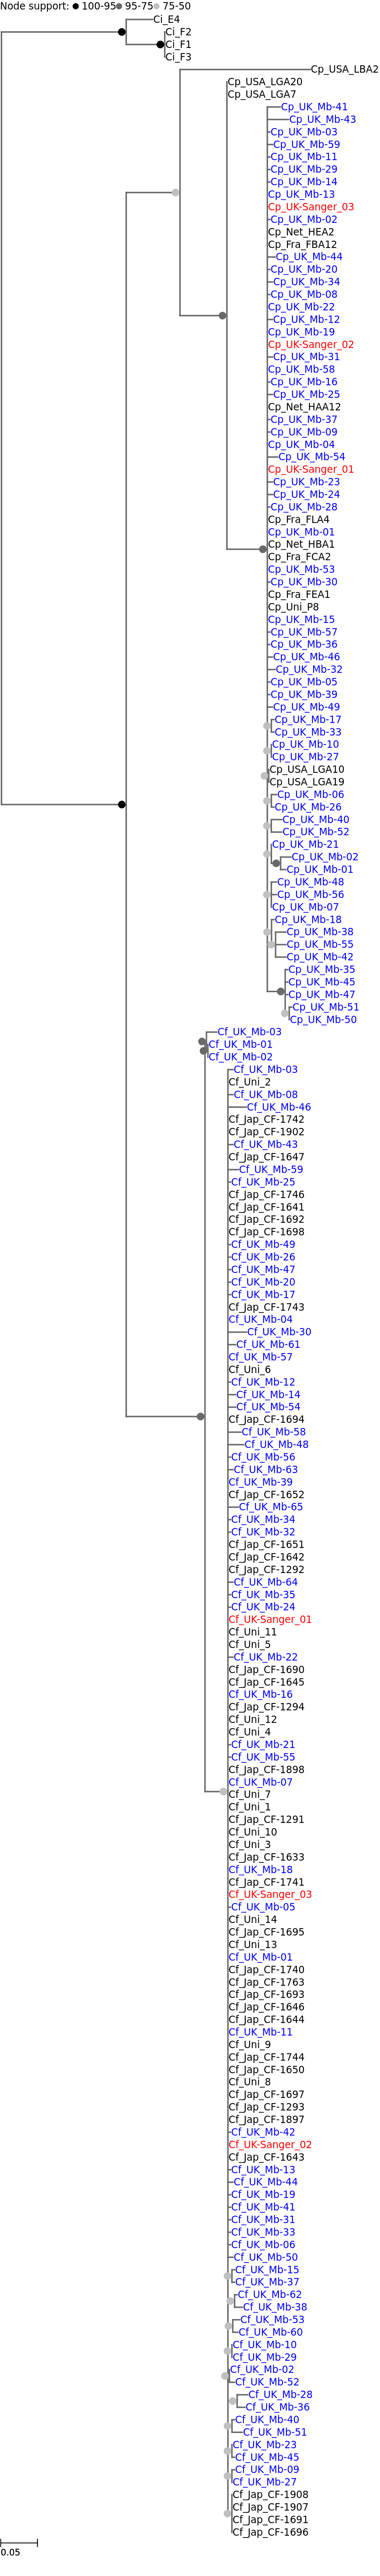 Node support: 100-95 95-75 75-50
Ci_E4
Ci_F2
Ci_F1
Ci_F3
Cp_USA_LBA2
Cp_USA_LGA20
Cp_USA_LGA7
Cp_UK_Mb-41
Cp_UK_Mb-43
Cp_UK_Mb-03
Cp_UK_Mb-59
Cp_UK_Mb-11
Cp_UK_Mb-29
Cp_UK_Mb-14
Cp_UK_Mb-13
Cp_UK-Sanger_03
Cp_UK_Mb-02
Cp_Net_HEA2
Cp_Fra_FBA12
Cp_UK_Mb-44
Cp_UK_Mb-20
Cp_UK_Mb-34
Cp_UK_Mb-08
Cp_UK_Mb-22
Cp_UK_Mb-12
Cp_UK_Mb-19
Cp_UK-Sanger_02
Cp_UK_Mb-31
Cp_UK_Mb-58
Cp_UK_Mb-16
Cp_UK_Mb-25
Cp_Net_HAA12
Cp_UK_Mb-37
Cp_UK_Mb-09
Cp_UK_Mb-04
Cp_UK_Mb-54
Cp_UK-Sanger_01
Cp_UK_Mb-23
Cp_UK_Mb-24
Cp_UK_Mb-28
Cp_Fra_FLA4
Cp_UK_Mb-01
Cp_Net_HBA1
Cp_Fra_FCA2
Cp_UK_Mb-53
Cp_UK_Mb-30
Cp_Fra_FEA1
Cp_Uni_P8
Cp_UK_Mb-15
Cp_UK_Mb-57
Cp_UK_Mb-36
Cp_UK_Mb-46
Cp_UK_Mb-32
Cp_UK_Mb-05
Cp_UK_Mb-39
Cp_UK_Mb-49
Cp_UK_Mb-17
Cp_UK_Mb-33
Cp_UK_Mb-10
Cp_UK_Mb-27
Cp_USA_LGA10
Cp_USA_LGA19
Cp_UK_Mb-06
Cp_UK_Mb-26
Cp_UK_Mb-40
Cp_UK_Mb-52
Cp_UK_Mb-21
Cp_UK_Mb-02
Cp_UK_Mb-01
Cp_UK_Mb-48
Cp_UK_Mb-56
Cp_UK_Mb-07
Cp_UK_Mb-18
Cp_UK_Mb-38
Cp_UK_Mb-55
Cp_UK_Mb-42
Cp_UK_Mb-35
Cp_UK_Mb-45
Cp_UK_Mb-47
Cp_UK_Mb-51
Cp_UK_Mb-50
Cf_UK_Mb-03
Cf_UK_Mb-01
Cf_UK_Mb-02
Cf_UK_Mb-03
Cf_Uni_2
Cf_UK_Mb-08
Cf_UK_Mb-46
Cf_Jap_CF-1742
Cf_Jap_CF-1902
Cf_UK_Mb-43
Cf_Jap_CF-1647
Cf_UK_Mb-59
Cf_UK_Mb-25
Cf_Jap_CF-1746
Cf_Jap_CF-1641
Cf_Jap_CF-1692
Cf_Jap_CF-1698
Cf_UK_Mb-49
Cf_UK_Mb-26
Cf_UK_Mb-47
Cf_UK_Mb-20
Cf_UK_Mb-17
Cf_Jap_CF-1743
Cf_UK_Mb-04
Cf_UK_Mb-30
Cf_UK_Mb-61
Cf_UK_Mb-57
Cf_Uni_6
Cf_UK_Mb-12
Cf_UK_Mb-14
Cf_UK_Mb-54
Cf_Jap_CF-1694
Cf_UK_Mb-58
Cf_UK_Mb-48
Cf_UK_Mb-56
Cf_UK_Mb-63
Cf_UK_Mb-39
Cf_Jap_CF-1652
Cf_UK_Mb-65
Cf_UK_Mb-34
Cf_UK_Mb-32
Cf_Jap_CF-1651
Cf_Jap_CF-1642
Cf_Jap_CF-1292
Cf_UK_Mb-64
Cf_UK_Mb-35
Cf_UK_Mb-24
Cf_UK-Sanger_01
Cf_Uni_11
Cf_Uni_5
Cf_UK_Mb-22
Cf_Jap_CF-1690
Cf_Jap_CF-1645
Cf_UK_Mb-16
Cf_Jap_CF-1294
Cf_Uni_12
Cf_Uni_4
Cf_UK_Mb-21
Cf_UK_Mb-55
Cf_Jap_CF-1898
Cf_UK_Mb-07
Cf_Uni_7
Cf_Uni_1
Cf_Jap_CF-1291
Cf_Uni_10
Cf_Uni_3
Cf_Jap_CF-1633
Cf_UK_Mb-18
Cf_Jap_CF-1741
Cf_UK-Sanger_03
Cf_UK_Mb-05
Cf_Uni_14
Cf_Jap_CF-1695
Cf_Uni_13
Cf_UK_Mb-01
Cf_Jap_CF-1740
Cf_Jap_CF-1763
Cf_Jap_CF-1693
Cf_Jap_CF-1646
Cf_Jap_CF-1644
Cf_UK_Mb-11
Cf_Uni_9
Cf_Jap_CF-1744
Cf_Jap_CF-1650
Cf_Uni_8
Cf_Jap_CF-1697
Cf_Jap_CF-1293
Cf_Jap_CF-1897
Cf_UK_Mb-42
Cf_UK-Sanger_02
Cf_Jap_CF-1643
Cf_UK_Mb-13
Cf_UK_Mb-44
Cf_UK_Mb-19
Cf_UK_Mb-41
Cf_UK_Mb-31
Cf_UK_Mb-33
Cf_UK_Mb-06
Cf_UK_Mb-50
Cf_UK_Mb-15
Cf_UK_Mb-37
Cf_UK_Mb-62
Cf_UK_Mb-38
Cf_UK_Mb-53
Cf_UK_Mb-60
Cf_UK_Mb-10
Cf_UK_Mb-29
Cf_UK_Mb-02
Cf_UK_Mb-52
Cf_UK_Mb-28
Cf_UK_Mb-36
Cf_UK_Mb-40
Cf_UK_Mb-51
Cf_UK_Mb-23
Cf_UK_Mb-45
Cf_UK_Mb-09
Cf_UK_Mb-27
Cf_Jap_CF-1908
Cf_Jap_CF-1907
Cf_Jap_CF-1691
Cf_Jap_CF-1696
0.05